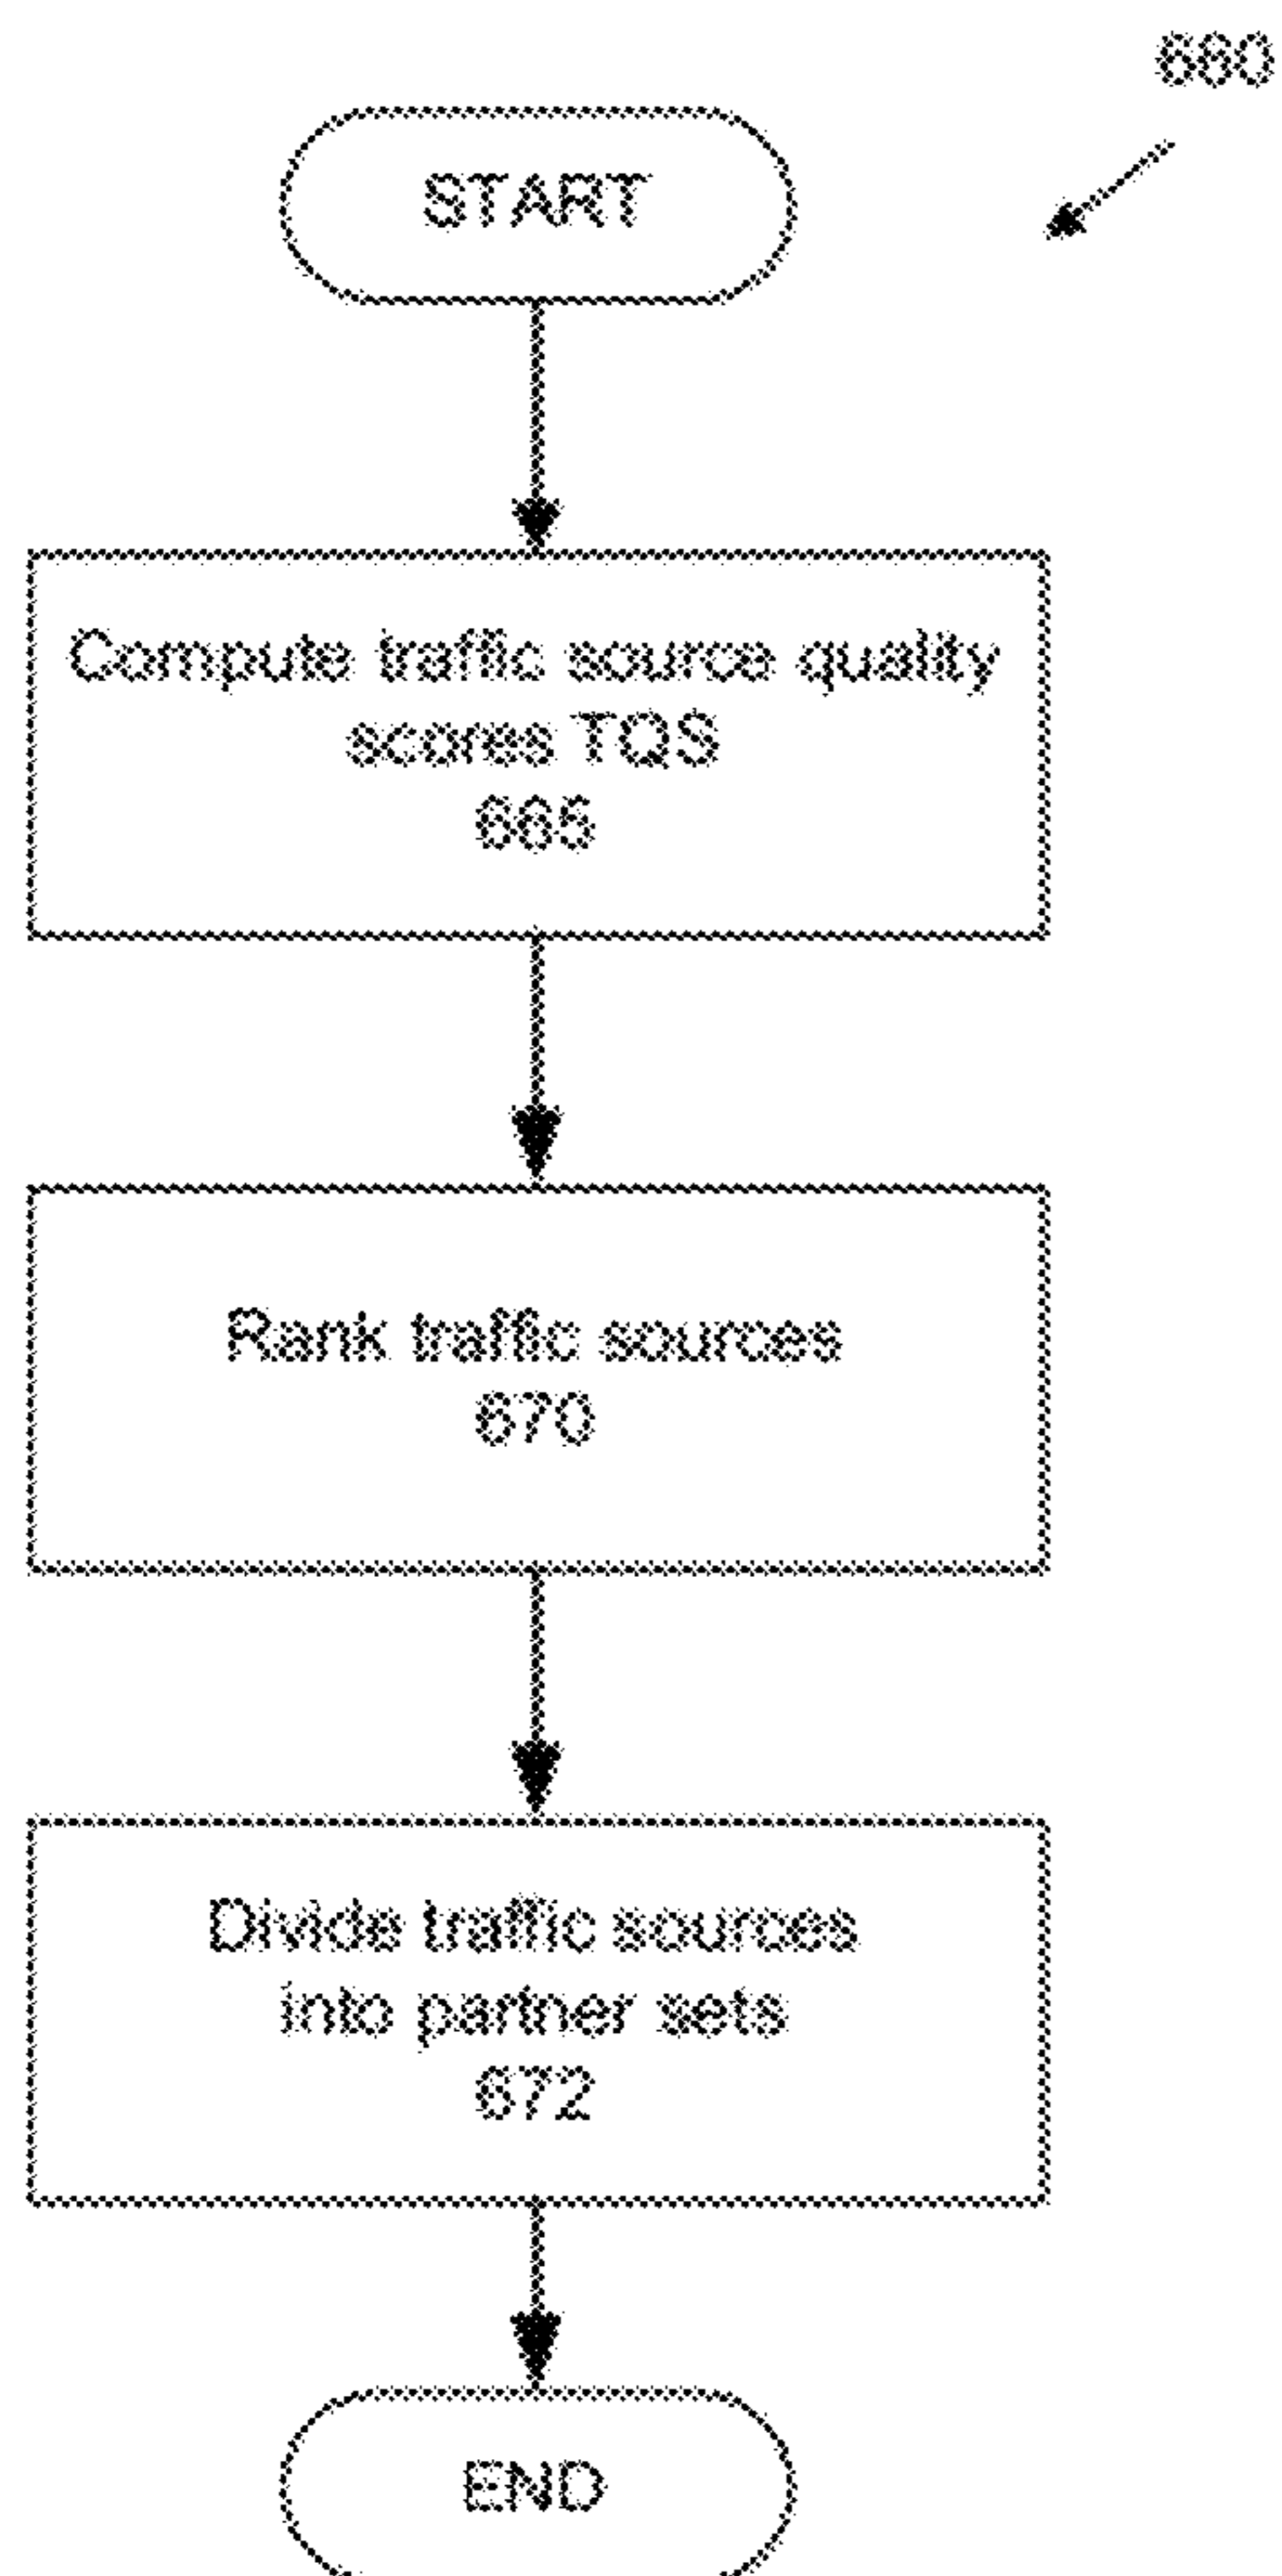 660
START
Compute traffic source quality
scores TQS
665
Rank traffic sources
670
Divide traffic sources
into partner sets
672
END